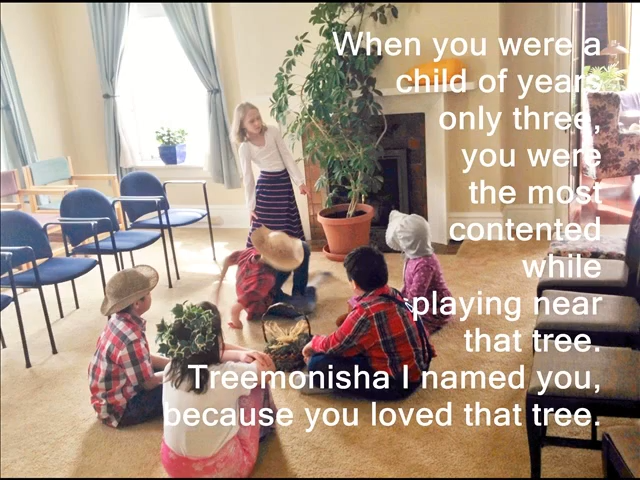 When you were a
child of years
only three,
you were
the most
contented
while
playing near
that tree.
Treemonisha I named you,
because you loved that tree.